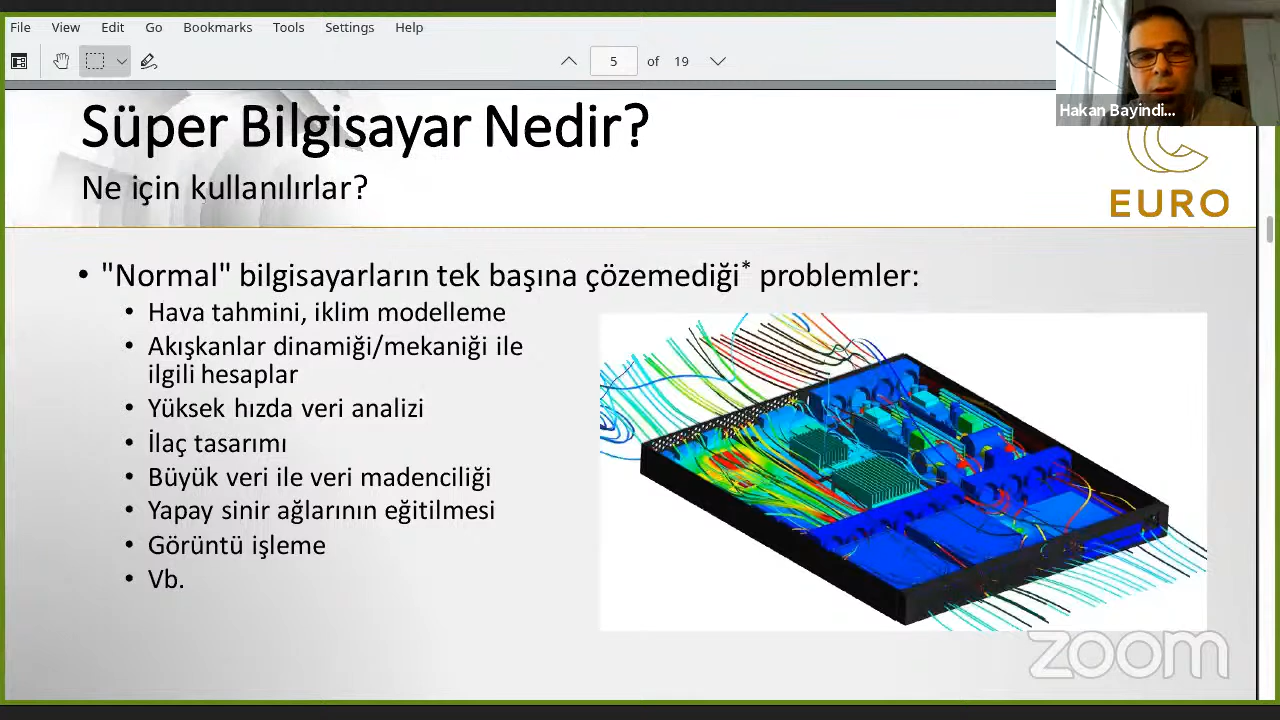 File View Edit Go Bookmarks Tools Settings Help
5 of 19
Hakan Bayindi...
Süper Bilgisayar Nedir?
Ne için kullanılırlar?
EURO
• "Normal" bilgisayarların tek başına çözemediği* problemler:
• Hava tahmini, iklim modelleme
• Akışkanlar dinamiği/mekaniği ile
ilgili hesaplar
• Yüksek hızda veri analizi
• İlaç tasarımı
• Büyük veri ile veri madenciliği
• Yapay sinir ağlarının eğitilmesi
• Görüntü işleme
• Vb.
zoom